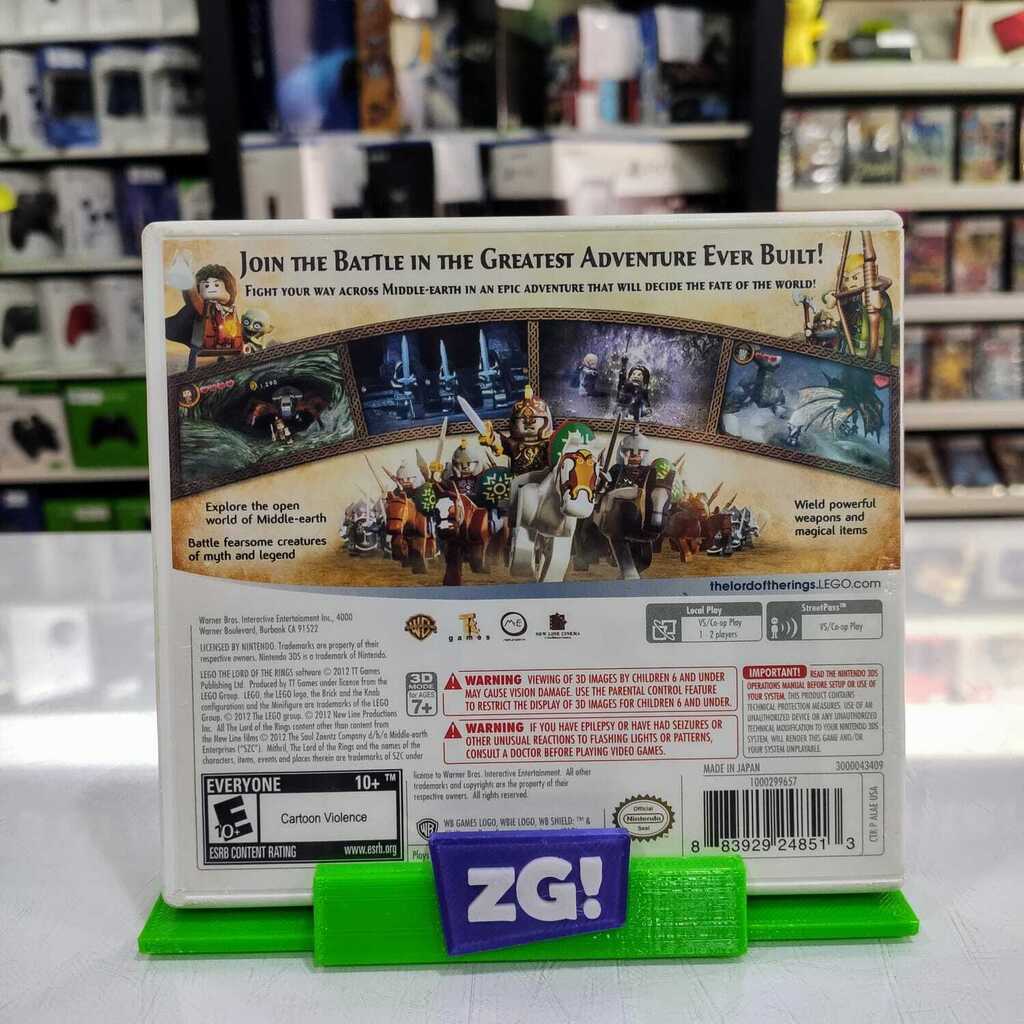 JOIN THE BATTLE IN THE GREATEST ADVENTURE EVER BUILT!
FIGHT YOUR WAY ACROSS MIDDLE-EARTH IN AN EPIC ADVENTURE THAT WILL DECIDE THE FATE OF THE WORLD!
Explore the open
world of Middle-earth
Battle fearsome creatures
of myth and legend
Wield powerful
weapons and
magical items
thelordoftherings.LEGO.com
Warner Bros. Interactive Entertainment Inc., 4000
Warner Boulevard, Burbank CA 91522
LICENSED BY NINTENDO. Trademarks are property of their
respective owners. Nintendo 3DS is a trademark of Nintendo.
LEGO THE LORD OF THE RINGS software © 2012 TT Games
Publishing Ltd. Produced by TT Games under license from the
LEGO Group. LEGO, the LEGO logo, the Brick and the Knob
configurations and the Minifigure are trademarks of the LEGO
Group. © 2012 The LEGO group. © 2012 New Line Productions
Inc. All The Lord of the Rings content other than content from
the New Line films © 2012 The Saul Zaentz Company d/b/a Middle-earth
Enterprises ("SZC"). Mithril, The Lord of the Rings and the names of the
characters, items, events and places therein are trademarks of SZC under
games
ME
NEW LINE CINEMA
Local Play
VS/Co-op Play
1 - 2 players
StreetPass™
VS/Co-op Play
3D
MODE
for AGES
7+
WARNING VIEWING OF 3D IMAGES BY CHILDREN 6 AND UNDER
MAY CAUSE VISION DAMAGE. USE THE PARENTAL CONTROL FEATURE
TO RESTRICT THE DISPLAY OF 3D IMAGES FOR CHILDREN 6 AND UNDER.
WARNING IF YOU HAVE EPILEPSY OR HAVE HAD SEIZURES OR
OTHER UNUSUAL REACTIONS TO FLASHING LIGHTS OR PATTERNS,
CONSULT A DOCTOR BEFORE PLAYING VIDEO GAMES.
IMPORTANT! READ THE NINTENDO 3DS
OPERATIONS MANUAL BEFORE SETUP OR USE OF
YOUR SYSTEM. THIS PRODUCT CONTAINS
TECHNICAL PROTECTION MEASURES. USE OF AN
UNAUTHORIZED DEVICE OR ANY UNAUTHORIZED
TECHNICAL MODIFICATION TO YOUR NINTENDO 3DS
SYSTEM, WILL RENDER THIS GAME AND/OR
YOUR SYSTEM UNPLAYABLE.
MADE IN JAPAN 3000043409
EVERYONE 10+™
E
10+
Cartoon Violence
ESRB CONTENT RATING www.esrb.org
license to Warner Bros. Interactive Entertainment. All other
trademarks and copyrights are the property of their
respective owners. All rights reserved.
WB GAMES LOGO, WBIE LOGO, WB SHIELD: ™ &
Plays
Official
Nintendo
Seal
1000299657
8 83929 24851 3
CTR P ALAE USA
ZG!